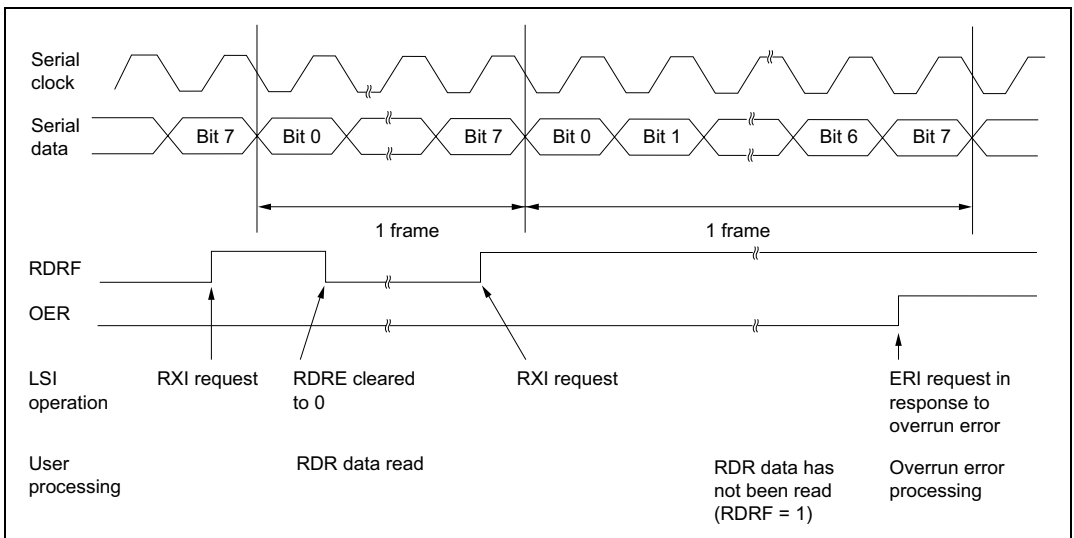 Serial
clock
Serial
data
Bit 7
Bit 0
Bit 7
Bit 0
Bit 1
Bit 6
Bit 7
1 frame
1 frame
RDRF
OER
LSI
operation
RXI request
RDRE cleared
to 0
RXI request
ERI request in
response to
overrun error
User
processing
RDR data read
RDR data has
not been read
(RDRF = 1)
Overrun error
processing